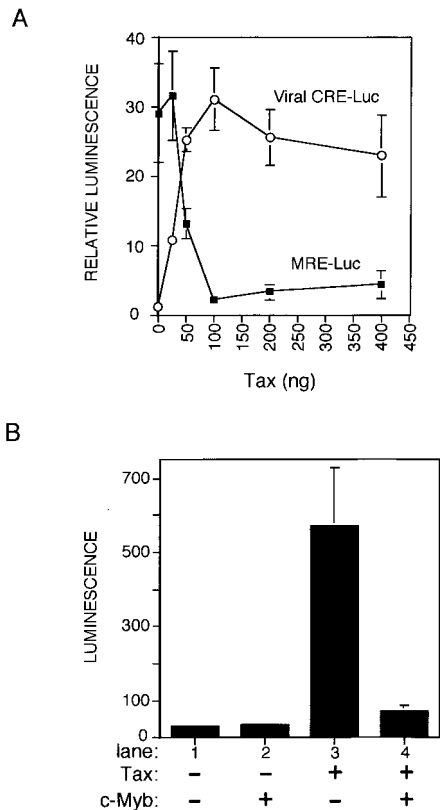 A
RELATIVE LUMINESCENCE
40
30
20
10
0
Viral CRE-Luc
MRE-Luc
0
50
100
150
200
250
300
350
400
450
Tax (ng)
B
LUMINESCENCE
700
500
300
100
0
lane: 1 2 3 4
Tax: - - + +
c-Myb: - + - +